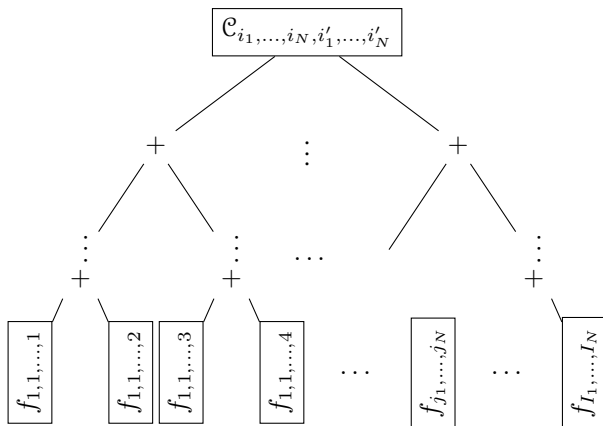 𝒞_{i_1,...,i_N,i'_1,...,i'_N}
+ ⋮ +
⋮ ⋮ ... ⋮
+ + +
f_{1,1,...,1} f_{1,1,...,2} f_{1,1,...,3} f_{1,1,...,4} ... f_{j_1,...,j_N} ... f_{I_1,...,I_N}